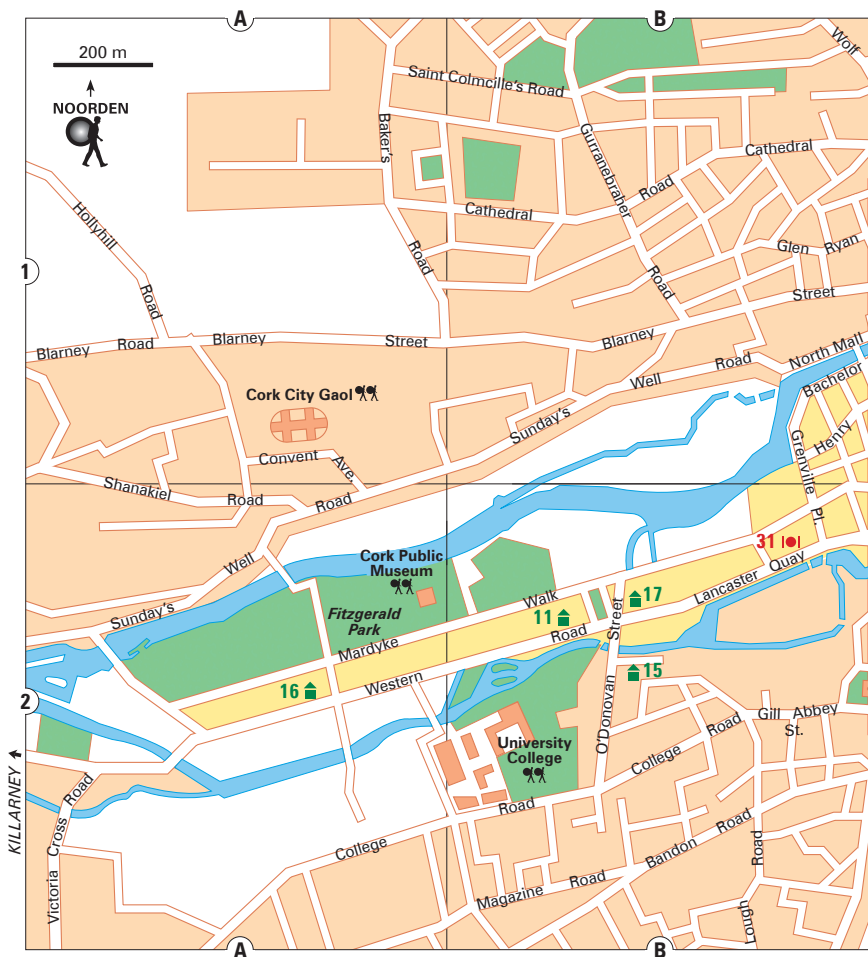 A
B
200 m
NOORDEN
Saint Colmcille's Road
Wolf
Baker's
Road
Gurranebraher
Road
Cathedral
Road
Cathedral
Hollyhill
Road
Glen Ryan
1
Blarney Road
Blarney Street
Blarney
Street
North Mall
Bachelor
Cork City Gaol
Sunday's Well Road
Grenville Pl.
Henry
Convent Ave.
Shanakiel Road
Sunday's Well Road
31
Cork Public
Museum
Lancaster Quay
Fitzgerald
Park
Mardyke Walk
11
17
Western Road
O'Donovan Street
15
16
2
Gill Abbey
St.
University
College
College Road
College Road
KILLARNEY
Victoria Cross Road
Magazine Road
Bandon Road
Lough Road
A
B